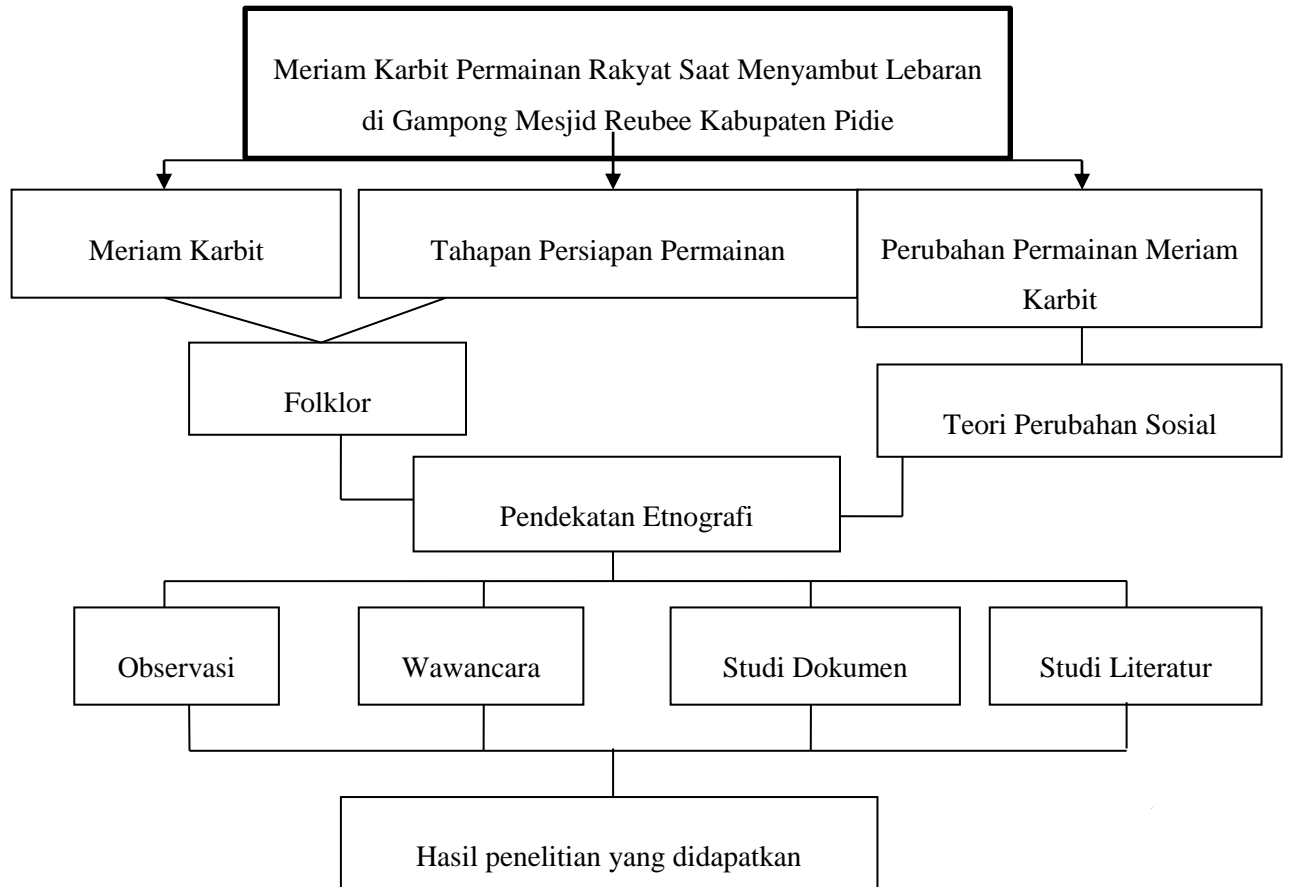 Meriam Karbit Permainan Rakyat Saat Menyambut Lebaran
di Gampong Mesjid Reubee Kabupaten Pidie
Meriam Karbit
Tahapan Persiapan Permainan
Perubahan Permainan Meriam
Karbit
Folklor
Teori Perubahan Sosial
Pendekatan Etnografi
Observasi
Wawancara
Studi Dokumen
Studi Literatur
Hasil penelitian yang didapatkan